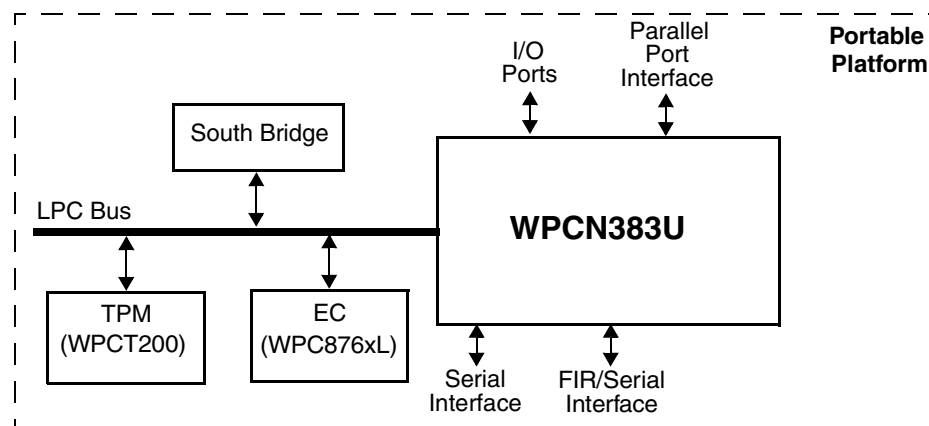 I/O
Ports
Parallel
Port
Interface
Portable
Platform
South Bridge
LPC Bus
WPCN383U
TPM
(WPCT200)
EC
(WPC876xL)
Serial
Interface
FIR/Serial
Interface